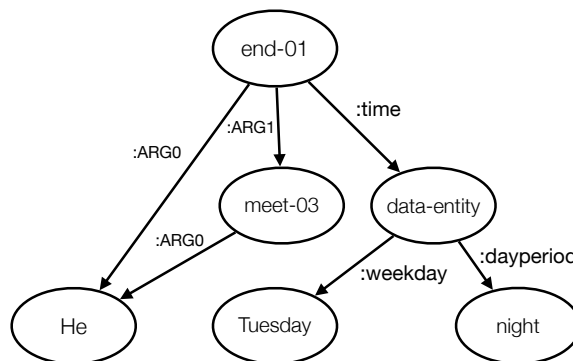 end-01
:time
:ARG1
:ARG0
meet-03
data-entity
:ARG0
:dayperiod
:weekday
He
Tuesday
night